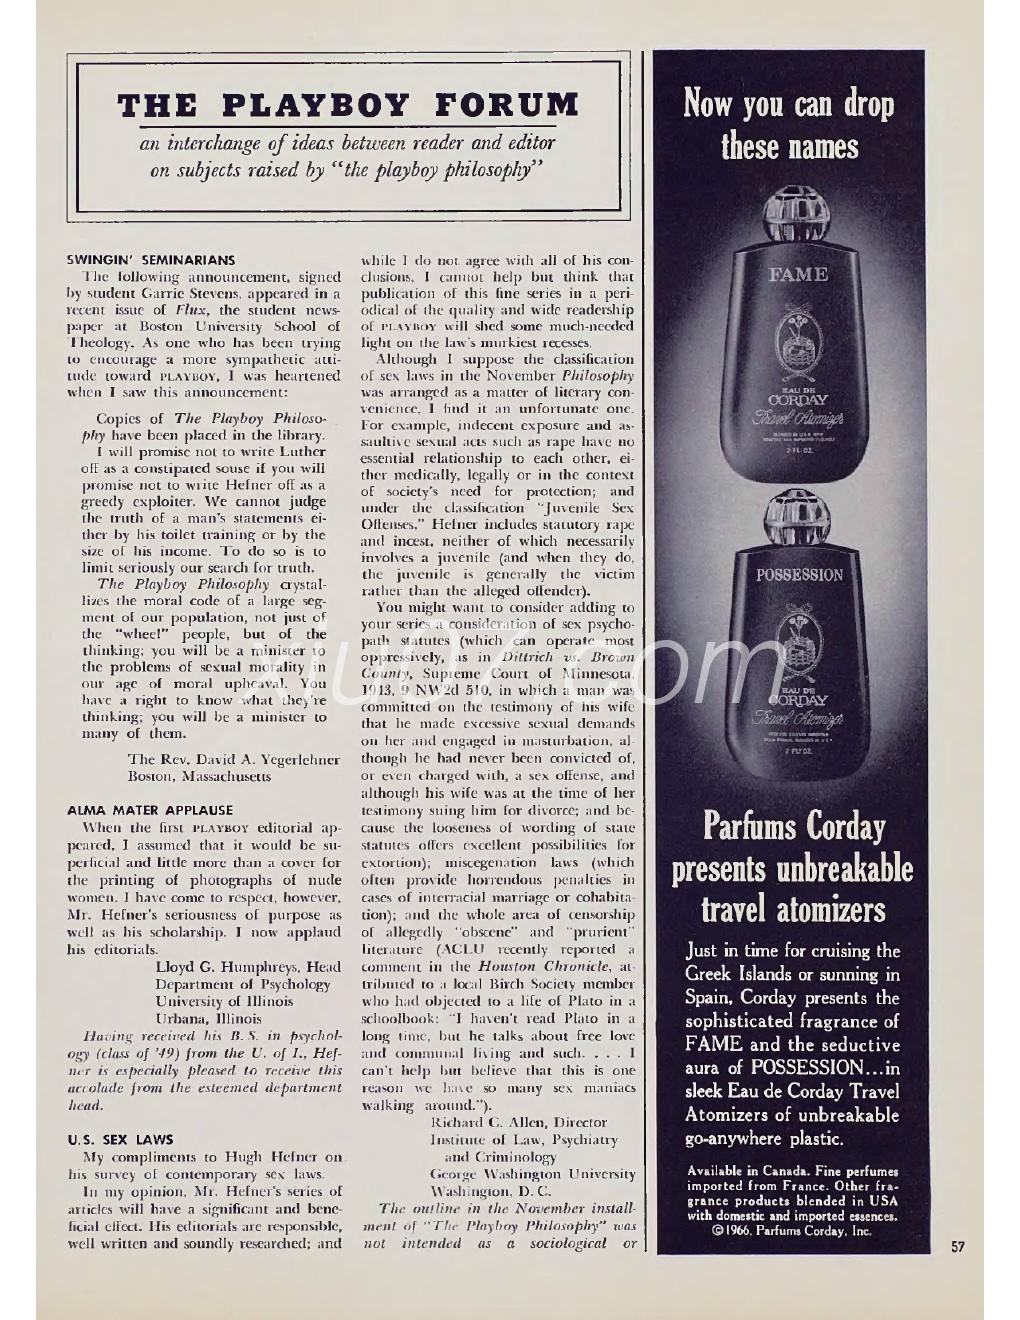 THE PLAYBOY FORUM
an interchange of ideas between reader and editor
on subjects raised by “the playboy philosophy”
SWINGIN' SEMINARIANS
The following announcement, signed
by student Garrie Stevens, appeared in a
recent issue of Flux, the student news-
paper at Boston University School of
Theology. As one who has been trying
to encourage a more sympathetic atti-
tude toward PLAYBOY, I was heartened
when I saw this announcement:
Copies of The Playboy Philoso-
phy have been placed in the library.
I will promise not to write Luther
off as a constipated souse if you will
promise not to write Hefner off as a
greedy exploiter. We cannot judge
the truth of a man's statements ei-
ther by his toilet training or by the
size of his income. To do so is to
limit seriously our search for truth.
The Playboy Philosophy crystal-
lizes the moral code of a large seg-
ment of our population, not just of
the “wheel” people, but of the
thinking; you will be a minister to
the problems of sexual morality in
our age of moral upheaval. You
have a right to know what they're
thinking; you will be a minister to
many of them.
The Rev. David A. Yegerlehner
Boston, Massachusetts
ALMA MATER APPLAUSE
When the first PLAYBOY editorial ap-
peared, I assumed that it would be su-
perficial and little more than a cover for
the printing of photographs of nude
women. I have come to respect, however,
Mr. Hefner's seriousness of purpose as
well as his scholarship. I now applaud
his editorials.
Lloyd G. Humphreys, Head
Department of Psychology
University of Illinois
Urbana, Illinois
Having received his B. S. in psychol-
ogy (class of '49) from the U. of I., Hef-
ner is especially pleased to receive this
accolade from the esteemed department
head.
U. S. SEX LAWS
My compliments to Hugh Hefner on
his survey of contemporary sex laws.
In my opinion, Mr. Hefner's series of
articles will have a significant and bene-
ficial effect. His editorials are responsible,
well written and soundly researched; and
while I do not agree with all of his con-
clusions, I cannot help but think that
publication of this fine series in a peri-
odical of the quality and wide readership
of PLAYBOY will shed some much-needed
light on the law's murkiest recesses.
Although I suppose the classification
of sex laws in the November Philosophy
was arranged as a matter of literary con-
venience, I find it an unfortunate one.
For example, indecent exposure and as-
saultive sexual acts such as rape have no
essential relationship to each other, ei-
ther medically, legally or in the context
of society's need for protection; and
under the classification “Juvenile Sex
Offenses,” Hefner includes statutory rape
and incest, neither of which necessarily
involves a juvenile (and when they do,
the juvenile is generally the victim
rather than the alleged offender).
You might want to consider adding to
your series a consideration of sex psycho-
path statutes (which can operate most
oppressively, as in Dittrich vs. Brown
County, Supreme Court of Minnesota,
1943, 9 NW2d 510, in which a man was
committed on the testimony of his wife
that he made excessive sexual demands
on her and engaged in masturbation, al-
though he had never been convicted of,
or even charged with, a sex offense, and
although his wife was at the time of her
testimony suing him for divorce; and be-
cause the looseness of wording of state
statutes offers excellent possibilities for
extortion); miscegenation laws (which
often provide horrendous penalties in
cases of interracial marriage or cohabita-
tion); and the whole area of censorship
of allegedly “obscene” and “prurient”
literature (ACLU recently reported a
comment in the Houston Chronicle, at-
tributed to a local Birch Society member
who had objected to a life of Plato in a
schoolbook: “I haven't read Plato in a
long time, but he talks about free love
and communal living and such. . . . I
can't help but believe that this is one
reason we have so many sex maniacs
walking around.”).
Richard C. Allen, Director
Institute of Law, Psychiatry
and Criminology
George Washington University
Washington, D. C.
The outline in the November install-
ment of “The Playboy Philosophy” was
not intended as a sociological or
Now you can drop
these names
FAME
EAU DE
CORDAY
Travel Atomizer
2 FL. OZ.
POSSESSION
EAU DE
CORDAY
Travel Atomizer
2 FL. OZ.
Parfums Corday
presents unbreakable
travel atomizers
Just in time for cruising the
Greek Islands or sunning in
Spain, Corday presents the
sophisticated fragrance of
FAME and the seductive
aura of POSSESSION...in
sleek Eau de Corday Travel
Atomizers of unbreakable
go-anywhere plastic.
Available in Canada. Fine perfumes
imported from France. Other fra-
grance products blended in USA
with domestic and imported essences.
©1966, Parfums Corday, Inc.
57